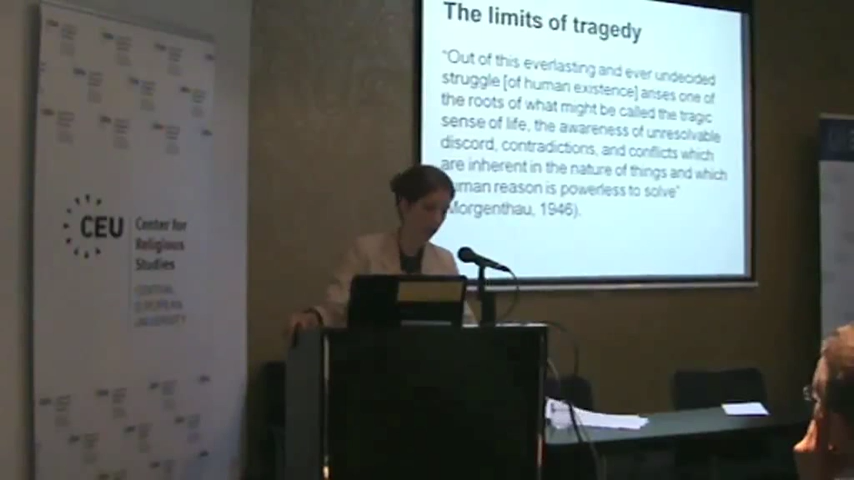 The limits of tragedy
“Out of this everlasting and ever undecided
struggle [of human existence] arises one of
the roots of what might be called the tragic
sense of life, the awareness of unresolvable
discord, contradictions, and conflicts which
are inherent in the nature of things and which
uman reason is powerless to solve”
Morgenthau, 1946).
CEU
Center for
Religious
Studies
CENTRAL
EUROPEAN
UNIVERSITY